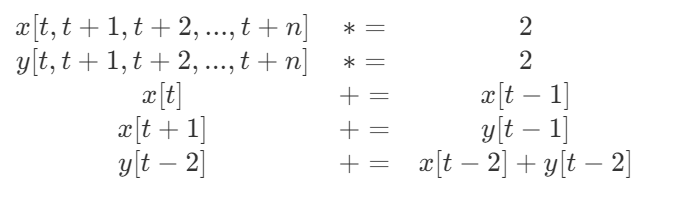 x[t, t + 1, t + 2, ..., t + n] ∗ = 2
y[t, t + 1, t + 2, ..., t + n] ∗ = 2
x[t] + = x[t − 1]
x[t + 1] + = y[t − 1]
y[t − 2] + = x[t − 2] + y[t − 2]